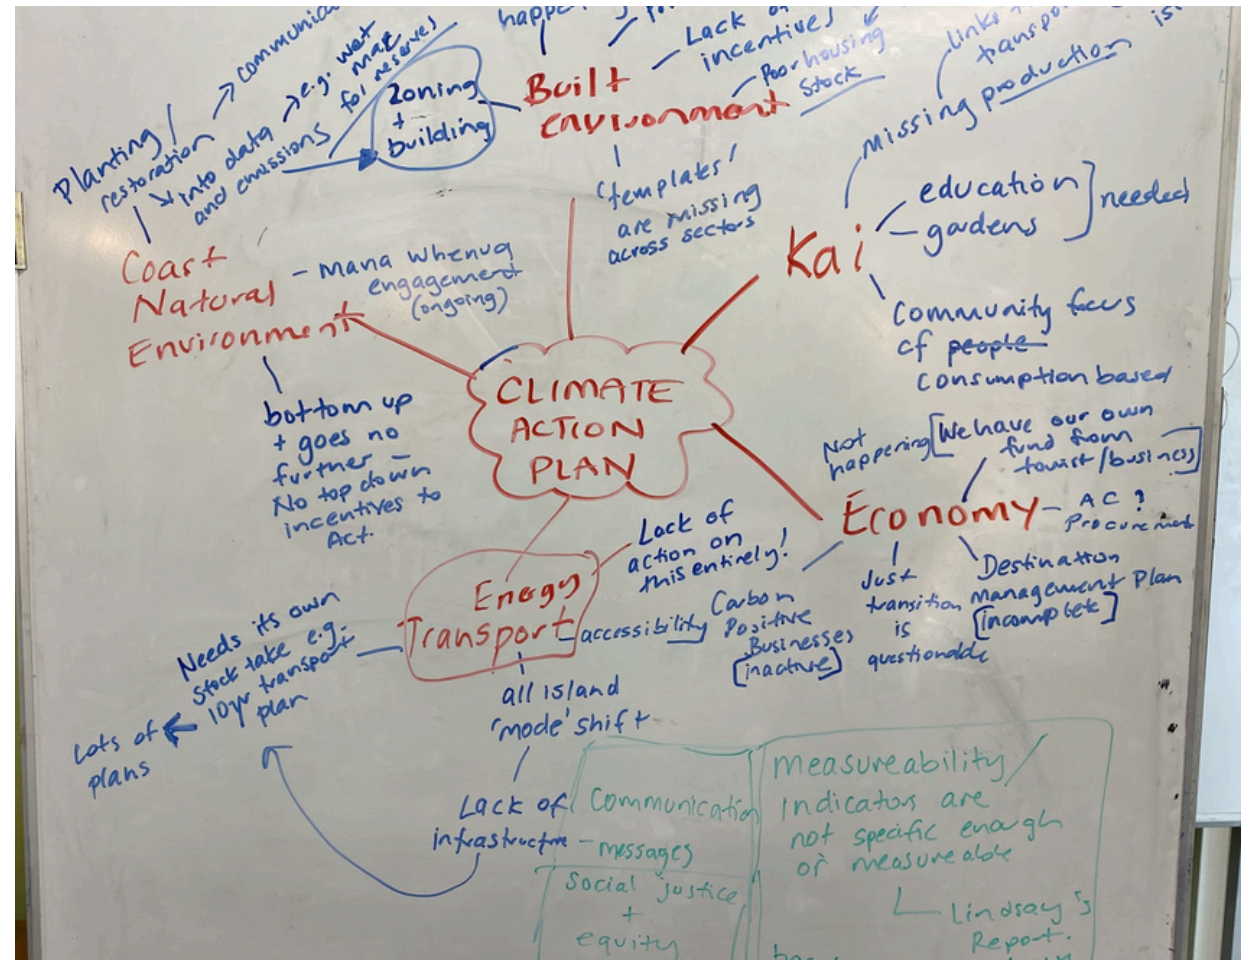 communica
happe
Lack of
incentives
links
transpo
Planting/
restoration
into data
and emissions
e.g. wet
for reserves
Zoning
+
building
Built
environment
Poor housing
Stock
missing production
'templates'
are missing
across sectors
Kai
education
gardens
needed
Community focus
cf people
consumption based
Coast
Natural
Environment
- Mana Whenua
engagement
(ongoing)
bottom up
+ goes no
further -
No top down
incentives to
Act.
CLIMATE
ACTION
PLAN
Not
happening
[We have our own
fund from
tourist/business]
Economy
- AC?
Procurement
Destination
management Plan
[incomplete]
Just
transition
is
questionable
Carbon
Positive
Businesses
[inactive]
Lack of
action on
this entirely!
Energy
Transport
- accessibility
Needs its own
Stock take e.g.
10yr transport
plan
Lots of
plans
all island
'mode' shift
Lack of
infrastructure
Communication
- messages
Social justice
+
equity
measureability/
indicators are
not specific enough
or measureable
Lindsay's
Report.